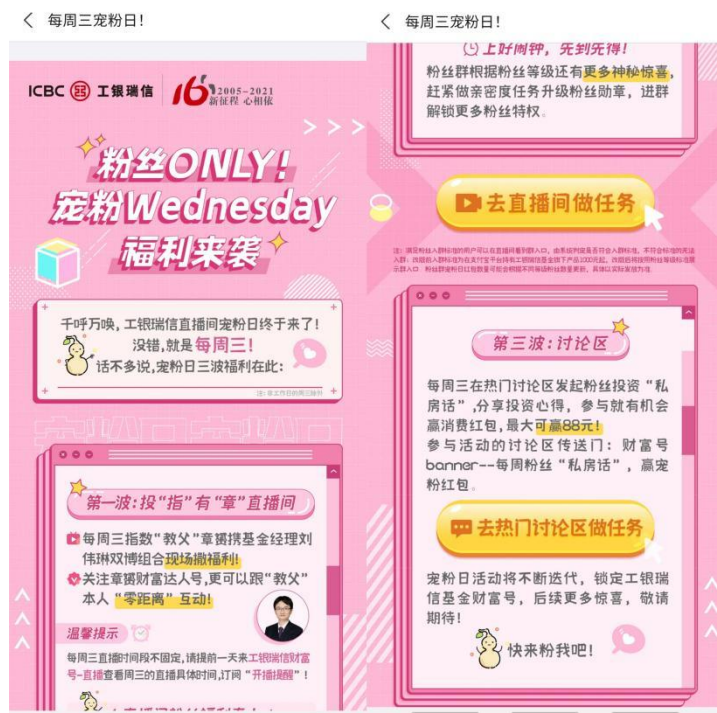 每周三宠粉日!
ICBC 工银瑞信
16 2005-2021
新征程 心相依
粉丝ONLY!
宠粉Wednesday
福利来袭
千呼万唤,工银瑞信直播间宠粉日终于来了!
没错,就是每周三!
话不多说,宠粉日三波福利在此:
注:非工作日的周三除外
第一波:投“指”有“章”直播间
每周三指数“教父”章赟携基金经理刘
伟琳双博组合现场撒福利!
关注章赟财富达人号,更可以跟“教父”
本人“零距离”互动!
温馨提示
每周三直播时间段不固定,请提前一天来工银瑞信财富
号-直播查看周三的直播具体时间,订阅“开播提醒”!
每周三宠粉日!
上好闹钟,先到先得!
粉丝群根据粉丝等级还有更多神秘惊喜,
赶紧做亲密度任务升级粉丝勋章,进群
解锁更多粉丝特权。
去直播间做任务
第三波:讨论区
每周三在热门讨论区发起粉丝投资“私
房话”,分享投资心得,参与就有机会
赢消费红包,最大可赢88元!
参与活动的讨论区传送门:财富号
banner--每周粉丝“私房话”,赢宠
粉红包。
去热门讨论区做任务
宠粉日活动将不断迭代,锁定工银瑞
信基金财富号,后续更多惊喜,敬请
期待!
快来粉我吧!